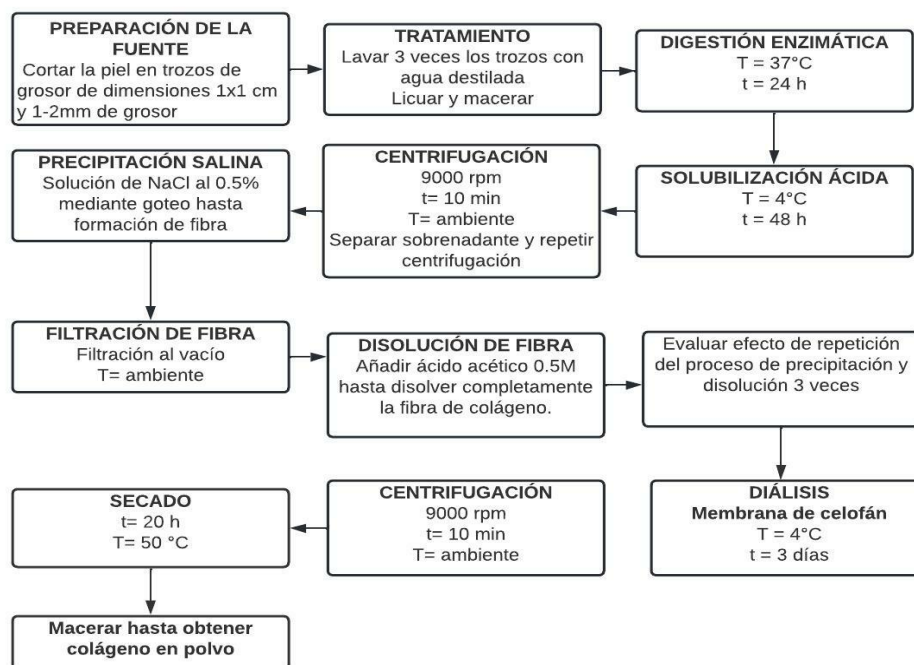 PREPARACIÓN DE LA
FUENTE
Cortar la piel en trozos de
grosor de dimensiones 1x1 cm
y 1-2mm de grosor
TRATAMIENTO
Lavar 3 veces los trozos con
agua destilada
Licuar y macerar
DIGESTIÓN ENZIMÁTICA
T = 37°C
t = 24 h
SOLUBILIZACIÓN ÁCIDA
T = 4°C
t = 48 h
CENTRIFUGACIÓN
9000 rpm
t= 10 min
T= ambiente
Separar sobrenadante y repetir
centrifugación
PRECIPITACIÓN SALINA
Solución de NaCl al 0.5%
mediante goteo hasta
formación de fibra
FILTRACIÓN DE FIBRA
Filtración al vacío
T= ambiente
DISOLUCIÓN DE FIBRA
Añadir ácido acético 0.5M
hasta disolver completamente
la fibra de colágeno.
Evaluar efecto de repetición
del proceso de precipitación y
disolución 3 veces
DIÁLISIS
Membrana de celofán
T = 4°C
t = 3 días
CENTRIFUGACIÓN
9000 rpm
t= 10 min
T= ambiente
SECADO
t= 20 h
T= 50 °C
Macerar hasta obtener
colágeno en polvo